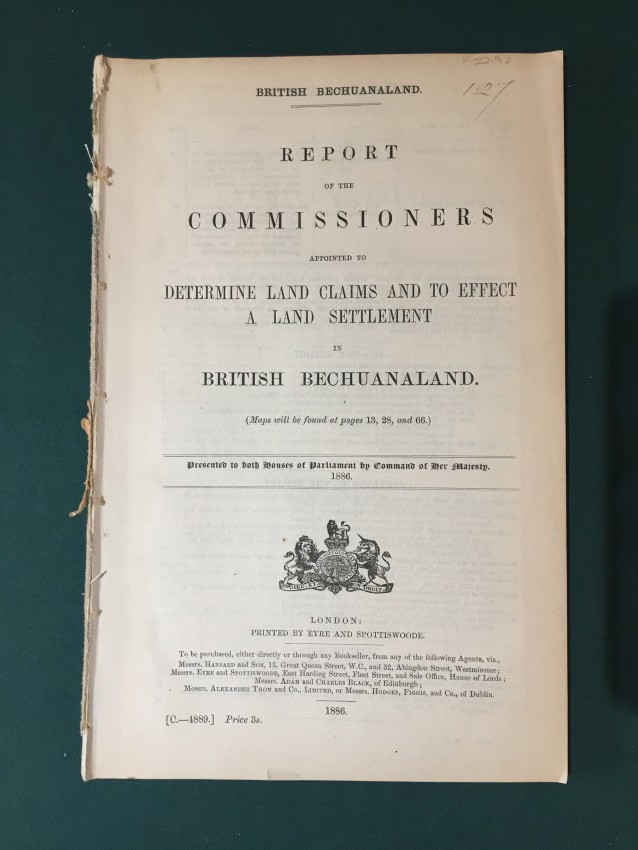 BRITISH BECHUANALAND.
127
REPORT
OF THE
COMMISSIONERS
APPOINTED TO
DETERMINE LAND CLAIMS AND TO EFFECT
A LAND SETTLEMENT
IN
BRITISH BECHUANALAND.
(Maps will be found at pages 13, 28, and 66.)
Presented to both Houses of Parliament by Command of Her Majesty.
1886.
LONDON:
PRINTED BY EYRE AND SPOTTISWOODE.
To be purchased, either directly or through any Bookseller, from any of the following Agents, viz.,
Messrs. HANSARD and SON, 13, Great Queen Street, W.C., and 32, Abingdon Street, Westminster;
Messrs. EYRE and SPOTTISWOODE, East Harding Street, Fleet Street, and Sale Office, House of Lords;
Messrs. ADAM and CHARLES BLACK, of Edinburgh;
Messrs. ALEXANDER THOM and Co., LIMITED, or Messrs. HODGES, FIGGIS, and Co., of Dublin.
1886.
[C.—4889.] Price 3s.